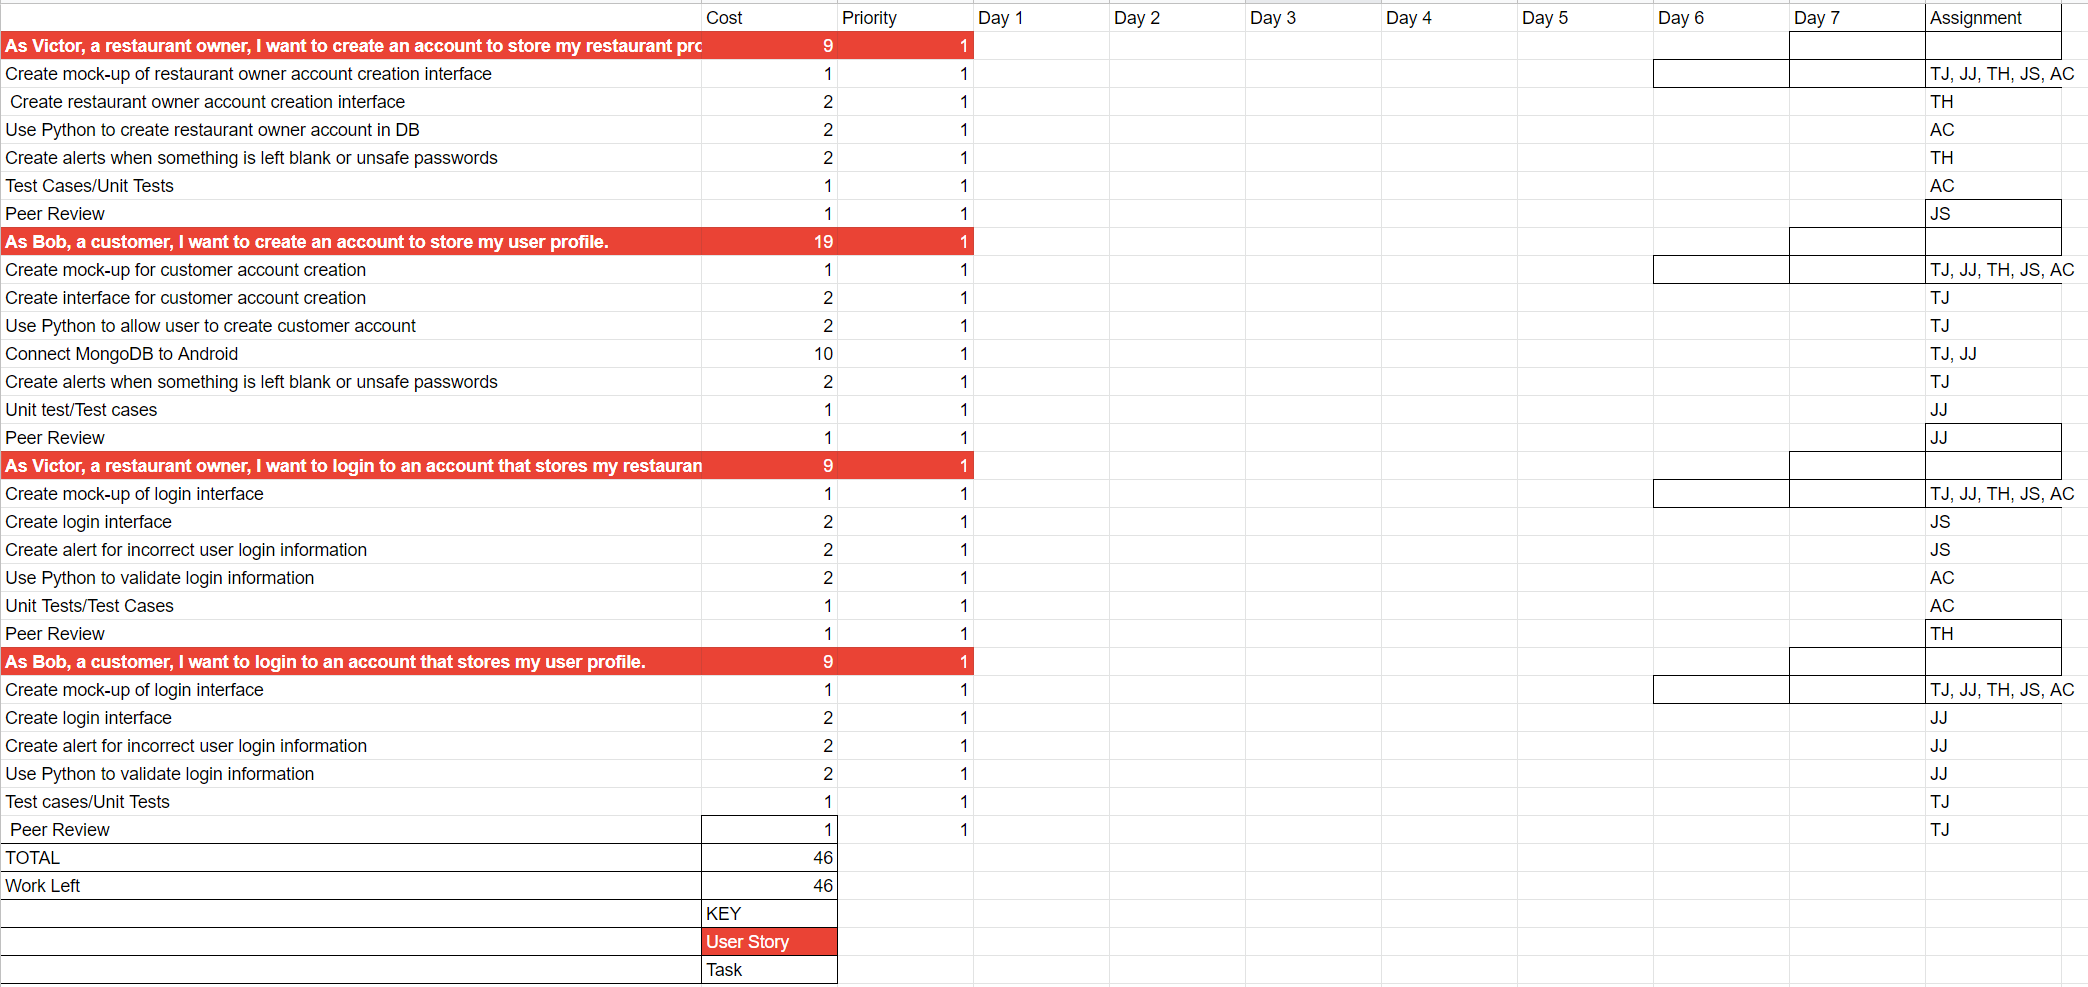 Cost Priority Day 1 Day 2 Day 3 Day 4 Day 5 Day 6 Day 7 Assignment
As Victor, a restaurant owner, I want to create an account to store my restaurant pro 9 1
Create mock-up of restaurant owner account creation interface 1 1 TJ, JJ, TH, JS, AC
Create restaurant owner account creation interface 2 1 TH
Use Python to create restaurant owner account in DB 2 1 AC
Create alerts when something is left blank or unsafe passwords 2 1 TH
Test Cases/Unit Tests 1 1 AC
Peer Review 1 1 JS
As Bob, a customer, I want to create an account to store my user profile. 19 1
Create mock-up for customer account creation 1 1 TJ, JJ, TH, JS, AC
Create interface for customer account creation 2 1 TJ
Use Python to allow user to create customer account 2 1 TJ
Connect MongoDB to Android 10 1 TJ, JJ
Create alerts when something is left blank or unsafe passwords 2 1 TJ
Unit test/Test cases 1 1 JJ
Peer Review 1 1 JJ
As Victor, a restaurant owner, I want to login to an account that stores my restauran 9 1
Create mock-up of login interface 1 1 TJ, JJ, TH, JS, AC
Create login interface 2 1 JS
Create alert for incorrect user login information 2 1 JS
Use Python to validate login information 2 1 AC
Unit Tests/Test Cases 1 1 AC
Peer Review 1 1 TH
As Bob, a customer, I want to login to an account that stores my user profile. 9 1
Create mock-up of login interface 1 1 TJ, JJ, TH, JS, AC
Create login interface 2 1 JJ
Create alert for incorrect user login information 2 1 JJ
Use Python to validate login information 2 1 JJ
Test cases/Unit Tests 1 1 TJ
Peer Review 1 1 TJ
TOTAL 46
Work Left 46
KEY
User Story
Task